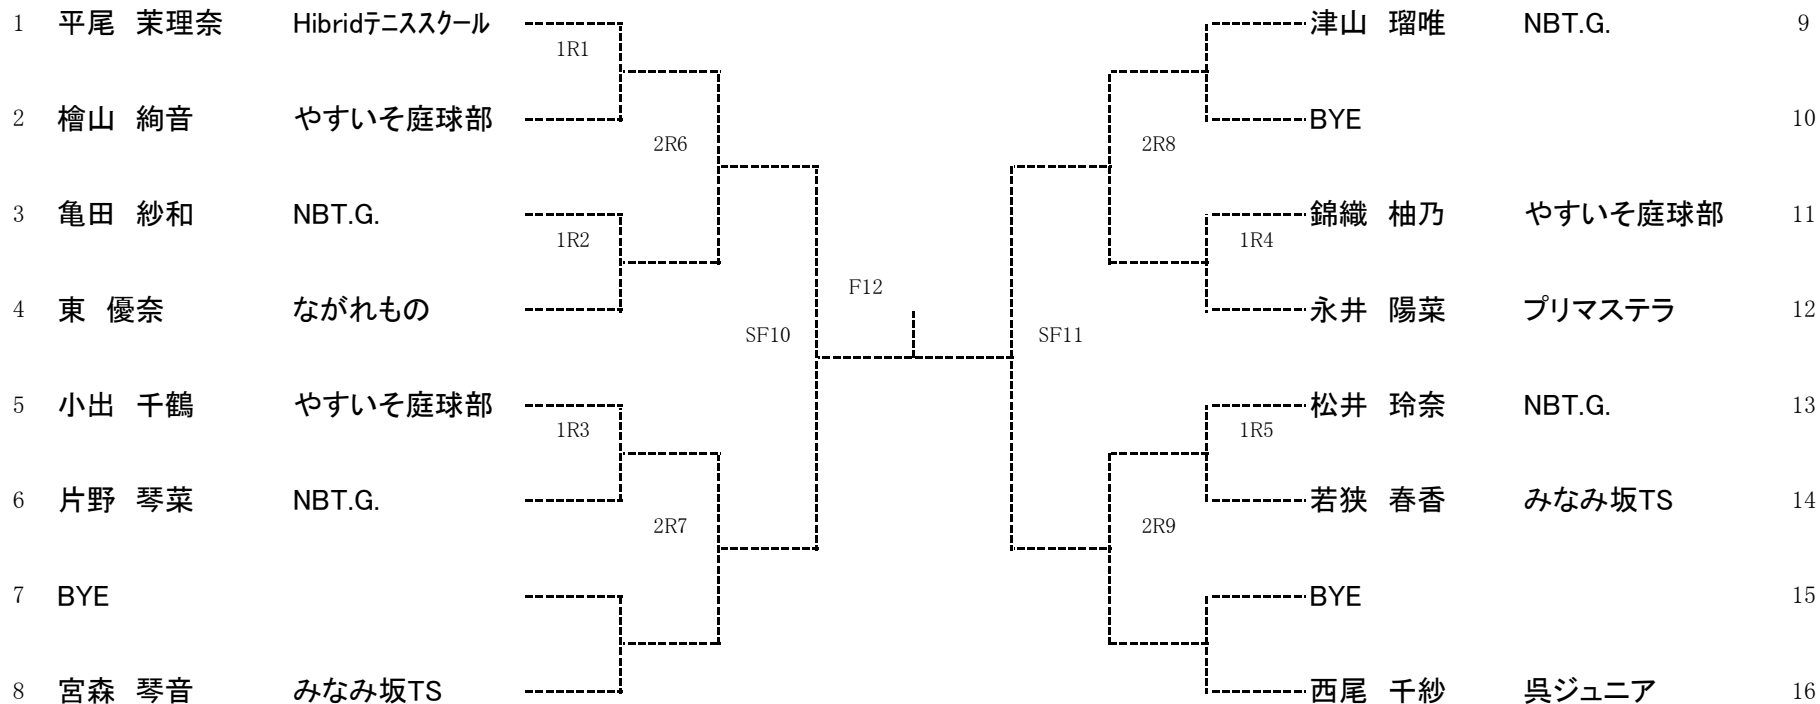 1 平尾 茉理奈 Hibridテニススクール
1R1
2 檜山 絢音 やすいそ庭球部
2R6
3 亀田 紗和 NBT.G.
1R2
4 東 優奈 ながれもの
SF10
5 小出 千鶴 やすいそ庭球部
1R3
6 片野 琴菜 NBT.G.
2R7
7 BYE
8 宮森 琴音 みなみ坂TS
F12
津山 瑠唯 NBT.G. 9
BYE 10
2R8
錦織 柚乃 やすいそ庭球部 11
1R4
永井 陽菜 プリマステラ 12
SF11
松井 玲奈 NBT.G. 13
1R5
若狭 春香 みなみ坂TS 14
2R9
BYE 15
西尾 千紗 呉ジュニア 16